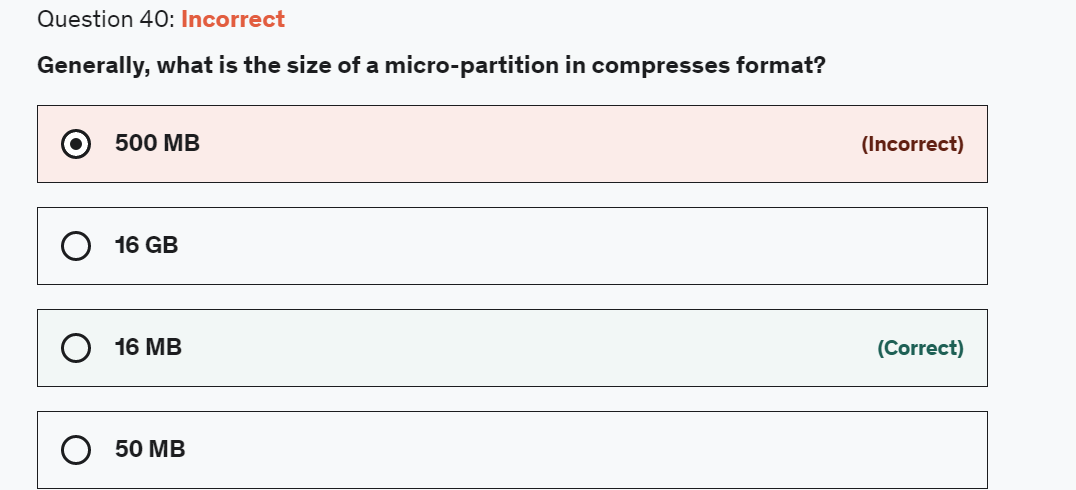 Question 40: Incorrect
Generally, what is the size of a micro-partition in compresses format?
500 MB (Incorrect)
16 GB
16 MB (Correct)
50 MB